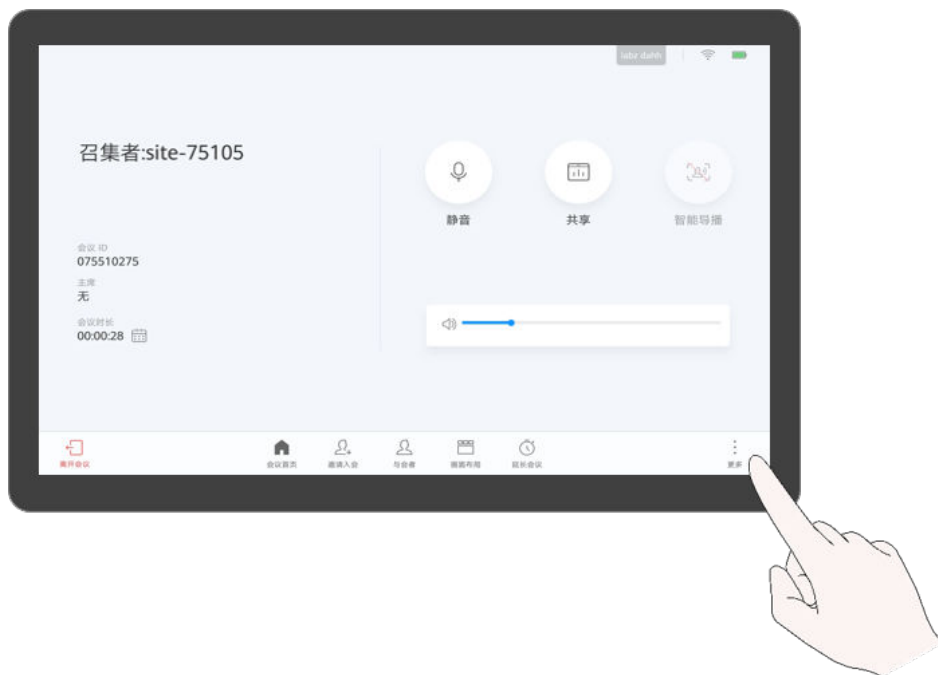 召集者:site-75105
静音
共享
智能导播
会议 ID
075510275
主席
无
会议时长
00:00:28
离开会议
会议首页
邀请入会
与会者
画面布局
延长会议
更多